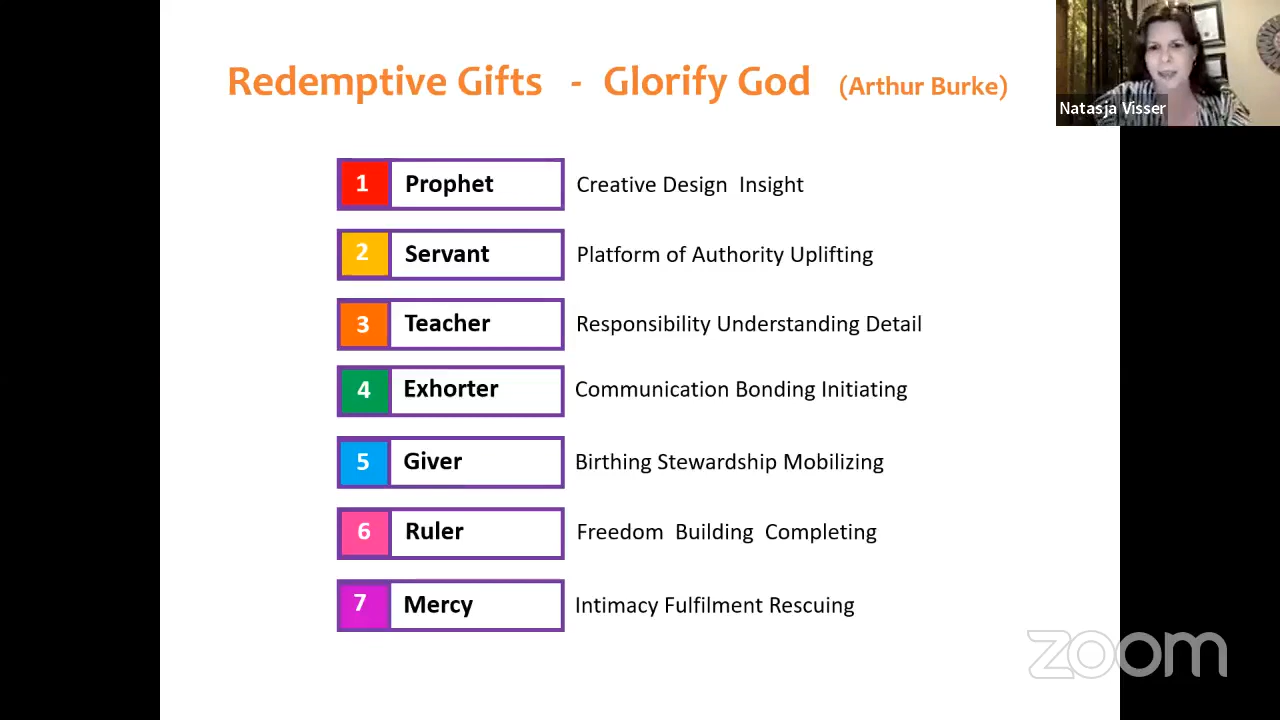 Redemptive Gifts - Glorify God (Arthur Burke)
Natasja Visser
1 Prophet Creative Design Insight
2 Servant Platform of Authority Uplifting
3 Teacher Responsibility Understanding Detail
4 Exhorter Communication Bonding Initiating
5 Giver Birthing Stewardship Mobilizing
6 Ruler Freedom Building Completing
7 Mercy Intimacy Fulfilment Rescuing
zoom